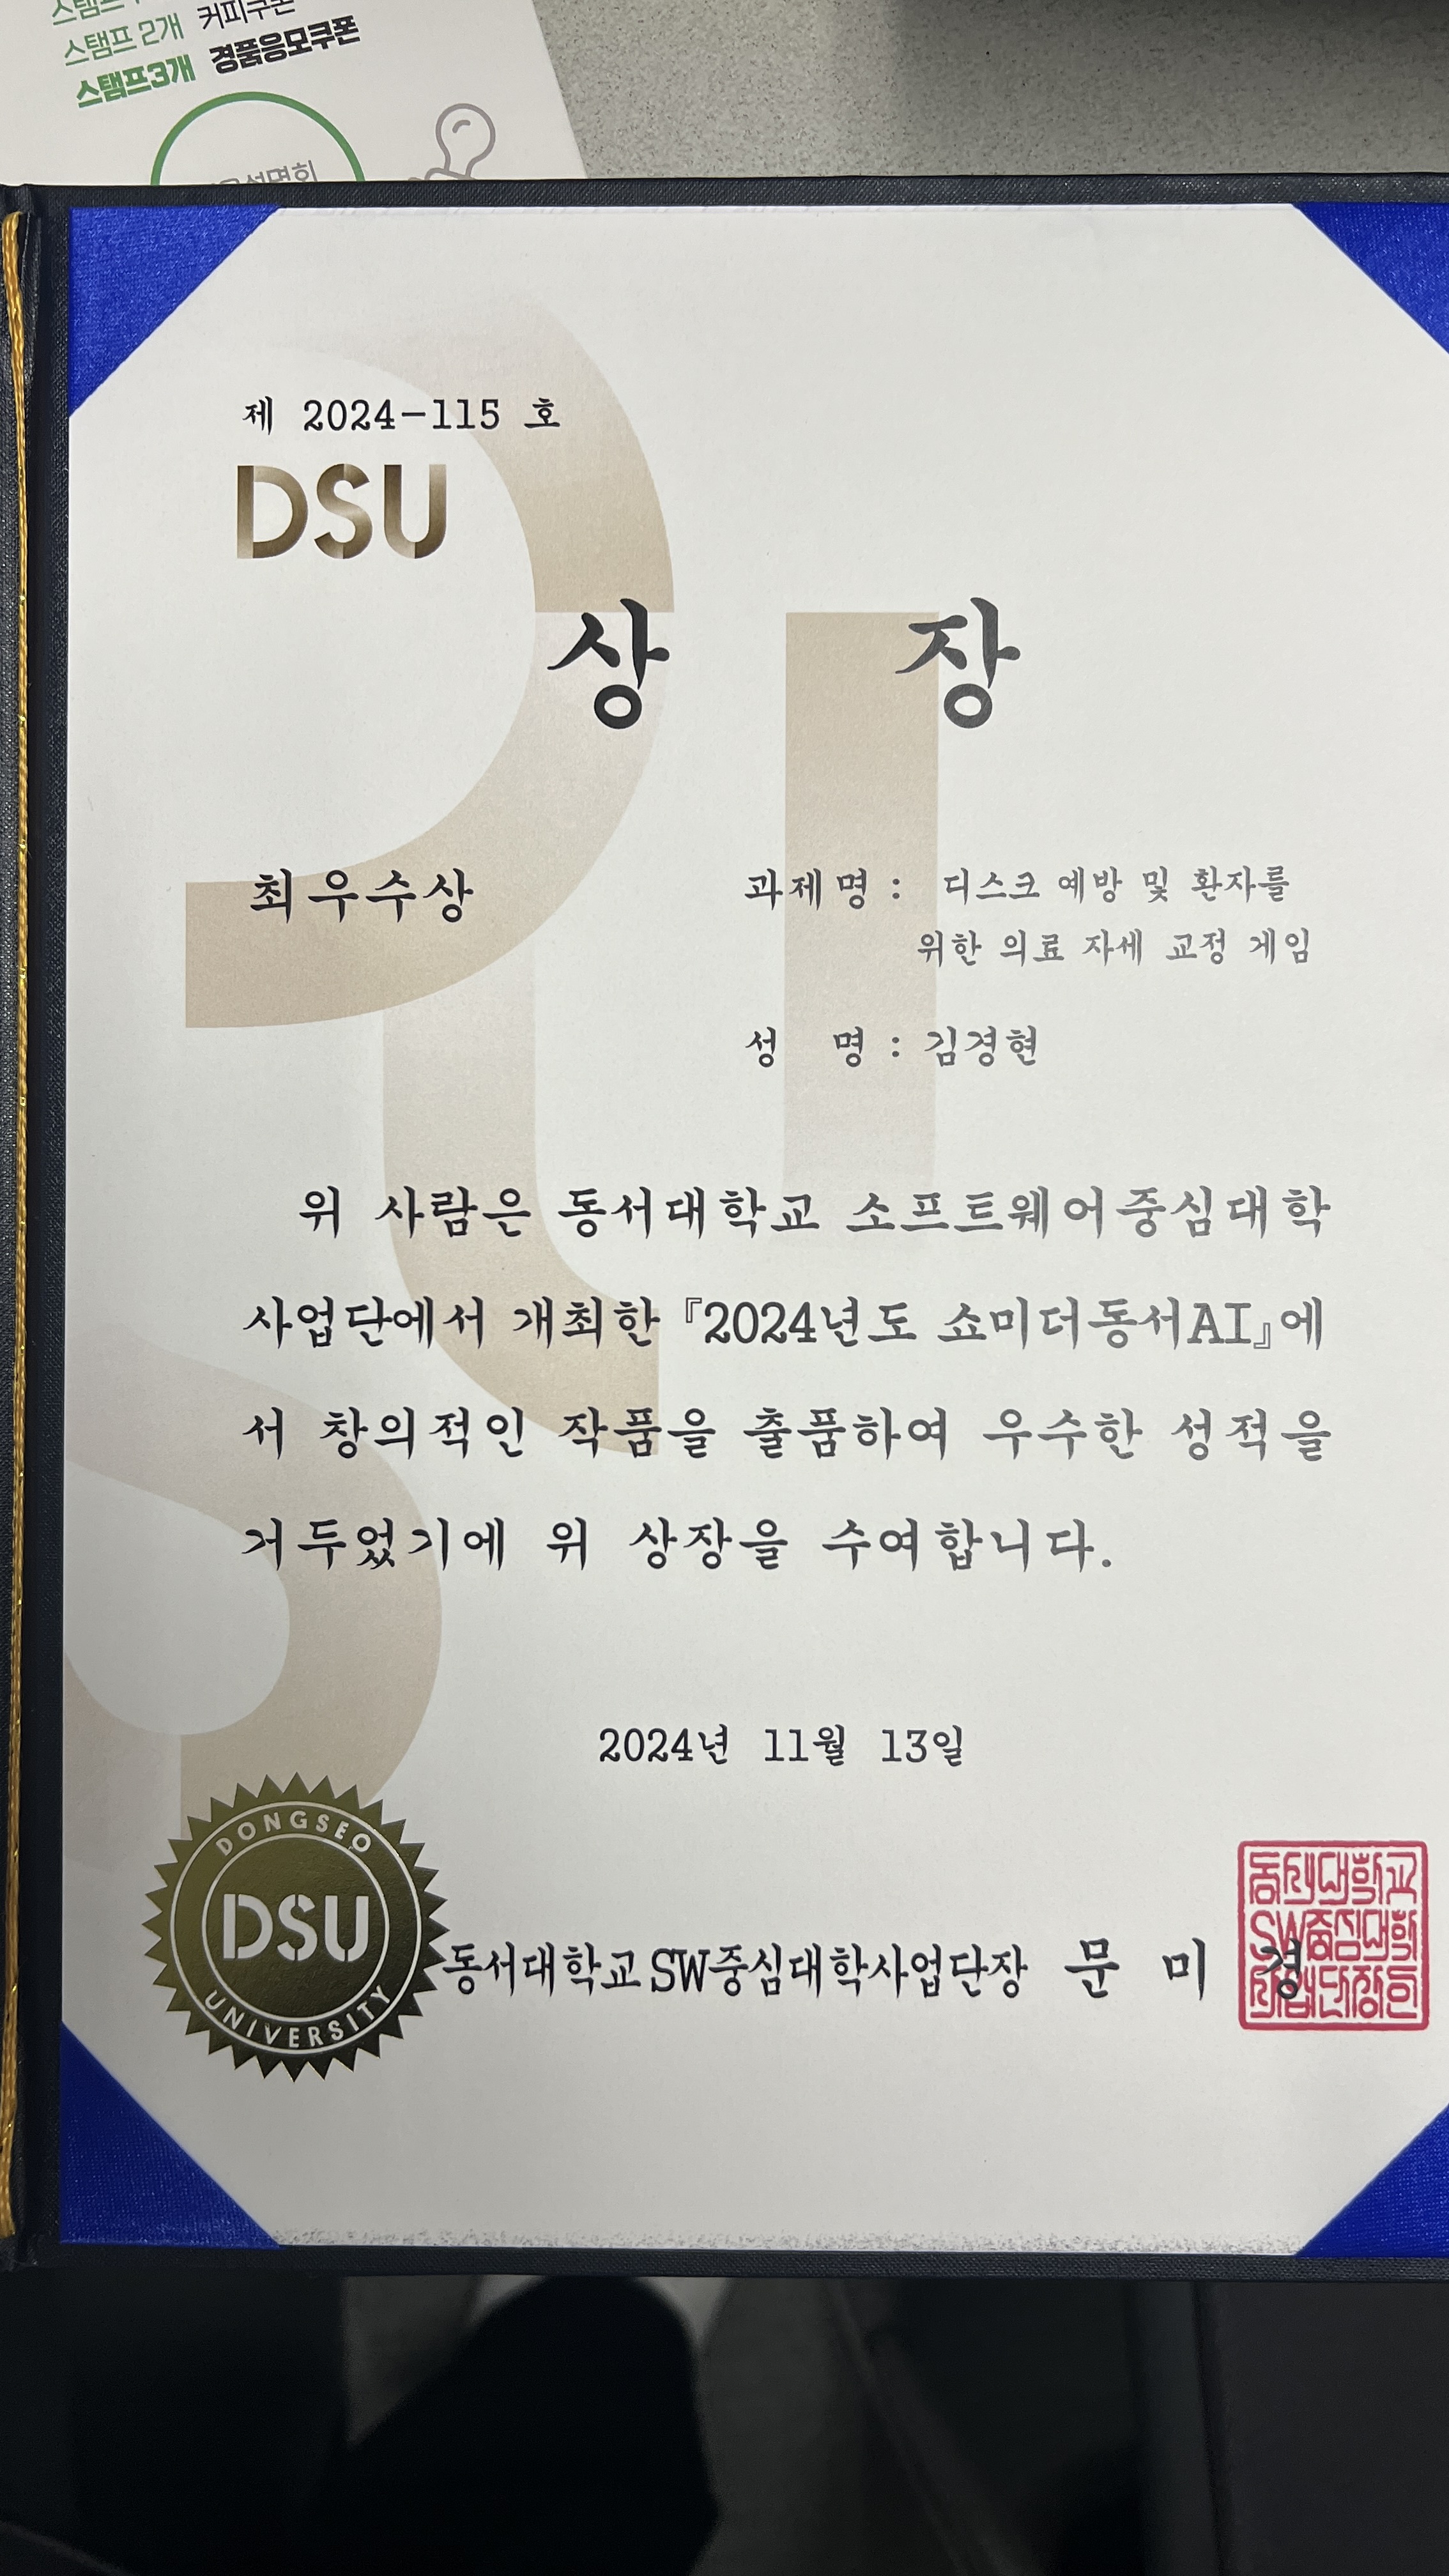 스탬프 2개 커피쿠폰
스탬프3개 경품응모쿠폰
제 2024-115 호
DSU
상 장
최우수상
과제명 : 디스크 예방 및 환자를
위한 의료 자세 교정 게임
성 명 : 김경현
위 사람은 동서대학교 소프트웨어중심대학
사업단에서 개최한 『2024년도 쇼미더동서AI』에
서 창의적인 작품을 출품하여 우수한 성적을
거두었기에 위 상장을 수여합니다.
2024년 11월 13일
DONGSEO
DSU
UNIVERSITY
동서대학교SW중심대학사업단장 문 미 경
동서대학교
SW중심대학
사업단장의